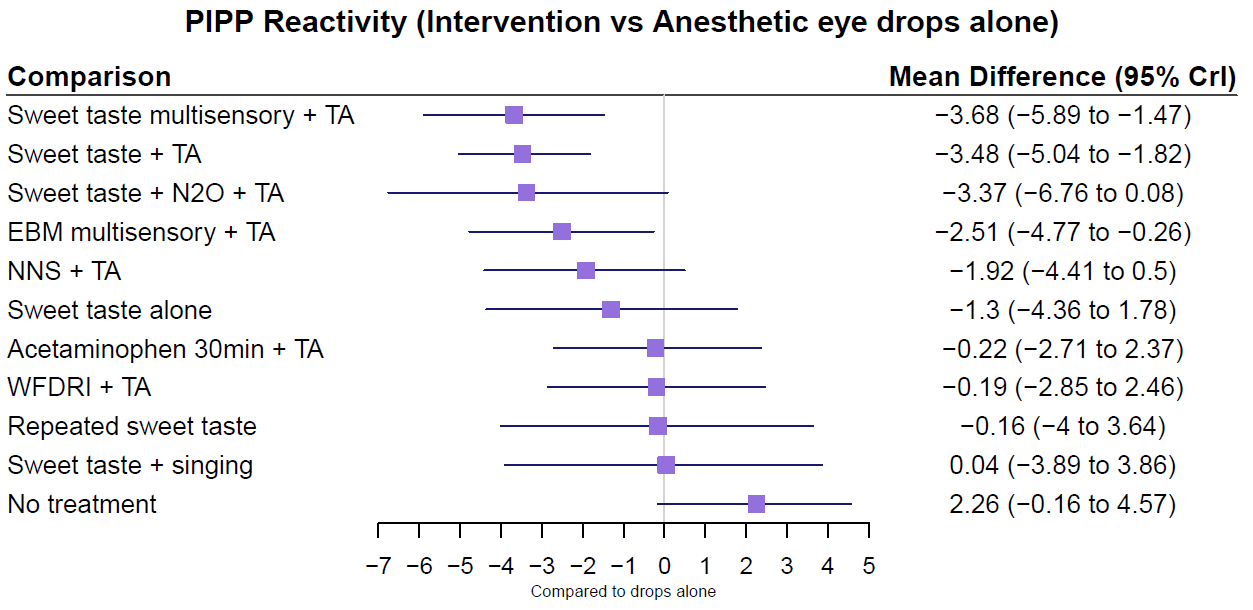 PIPP Reactivity (Intervention vs Anesthetic eye drops alone)
Comparison Mean Difference (95% CrI)
Sweet taste multisensory + TA −3.68 (−5.89 to −1.47)
Sweet taste + TA −3.48 (−5.04 to −1.82)
Sweet taste + N2O + TA −3.37 (−6.76 to 0.08)
EBM multisensory + TA −2.51 (−4.77 to −0.26)
NNS + TA −1.92 (−4.41 to 0.5)
Sweet taste alone −1.3 (−4.36 to 1.78)
Acetaminophen 30min + TA −0.22 (−2.71 to 2.37)
WFDRI + TA −0.19 (−2.85 to 2.46)
Repeated sweet taste −0.16 (−4 to 3.64)
Sweet taste + singing 0.04 (−3.89 to 3.86)
No treatment 2.26 (−0.16 to 4.57)
−7 −6 −5 −4 −3 −2 −1 0 1 2 3 4 5
Compared to drops alone